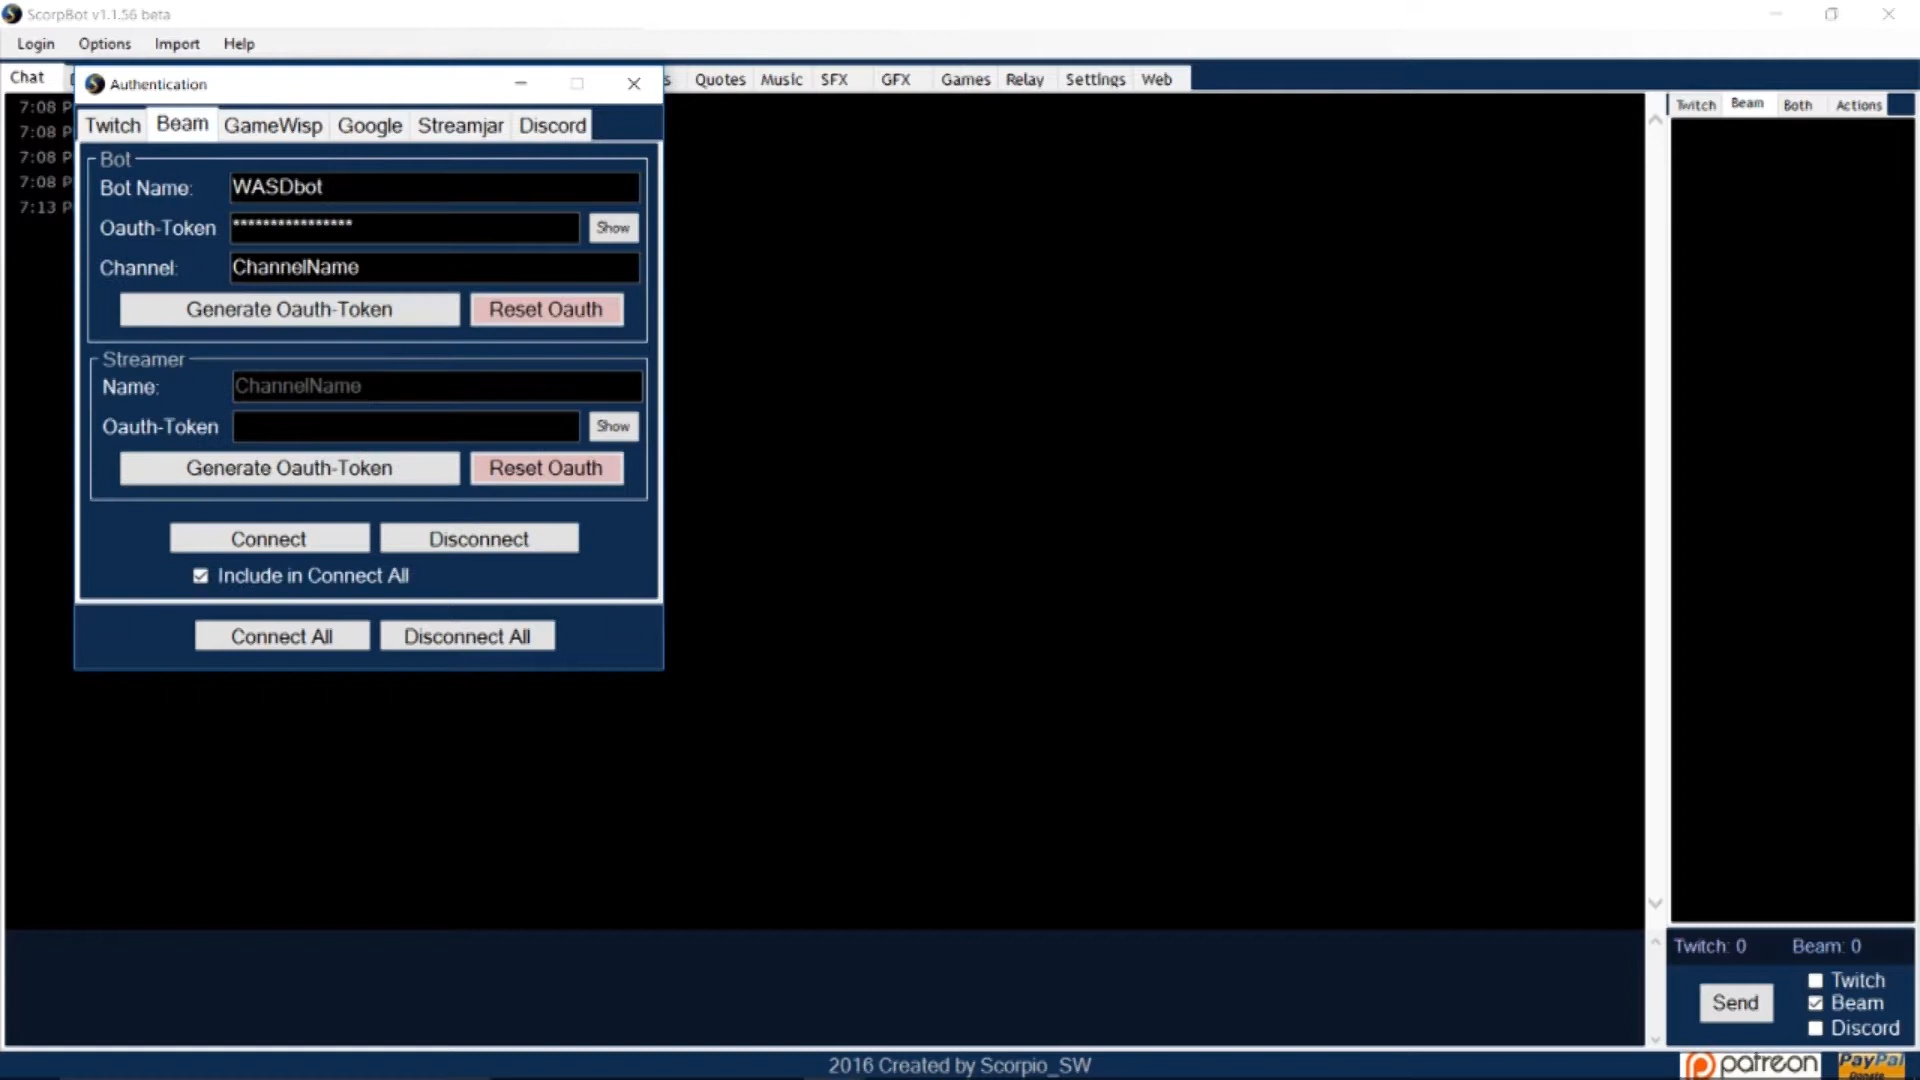 ScorpBot v1.1.56 beta
Login Options Import Help
Chat
Quotes Music SFX GFX Games Relay Settings Web
Authentication
Twitch Beam GameWisp Google Streamjar Discord
Bot
Bot Name: WASDbot
Oauth-Token **************** Show
Channel: ChannelName
Generate Oauth-Token Reset Oauth
Streamer
Name: ChannelName
Oauth-Token Show
Generate Oauth-Token Reset Oauth
Connect Disconnect
Include in Connect All
Connect All Disconnect All
7:08 P
7:08 P
7:08 P
7:08 P
7:13 P
Twitch Beam Both Actions
Twitch: 0 Beam: 0
Send
Twitch
Beam
Discord
2016 Created by Scorpio_SW
patreon
PayPal
Donate